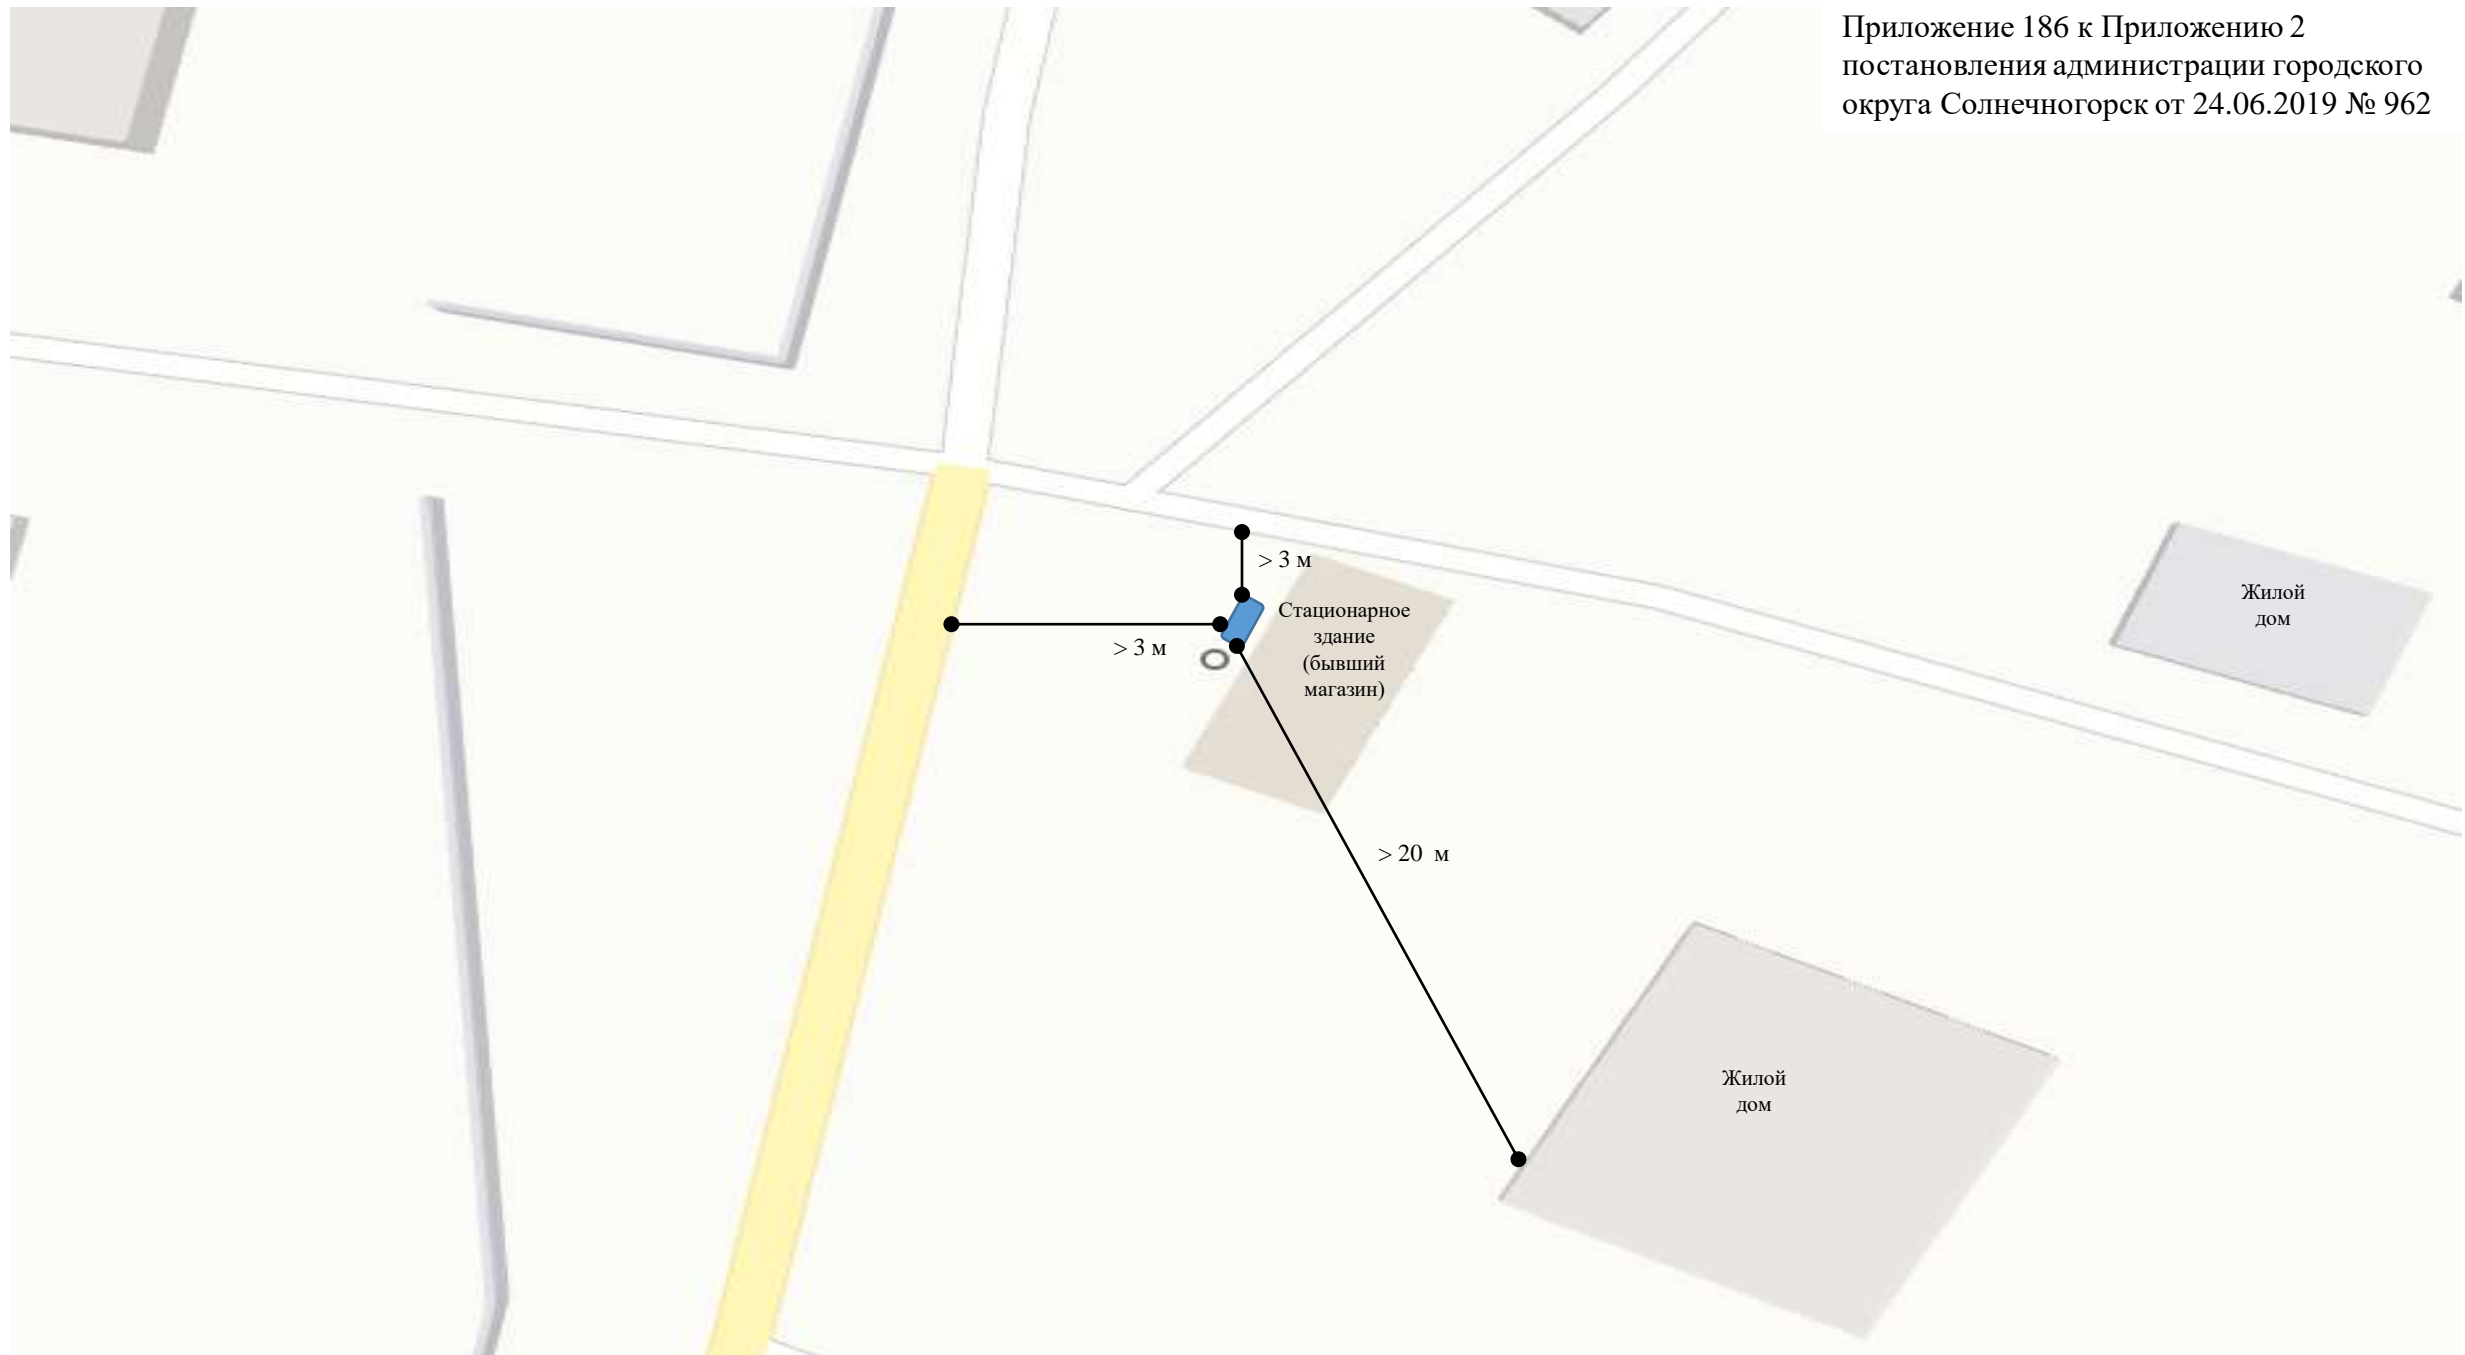 Приложение 186 к Приложению 2
постановления администрации городского
округа Солнечногорск от 24.06.2019 № 962
> 3 м
Стационарное
здание
(бывший
магазин)
> 3 м
Жилой
дом
> 20 м
Жилой
дом